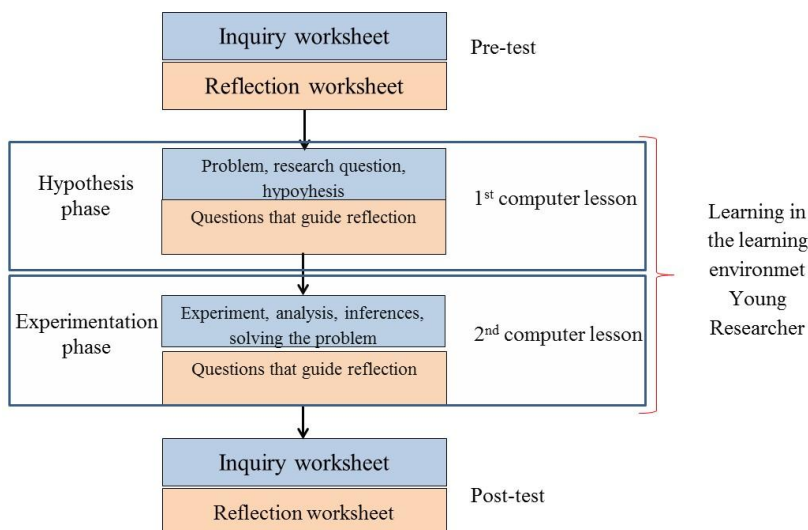 Inquiry worksheet
Pre-test
Reflection worksheet
Hypothesis
phase
Problem, research question,
hypoyhesis
Questions that guide reflection
1st computer lesson
Experimentation
phase
Experiment, analysis, inferences,
solving the problem
Questions that guide reflection
2nd computer lesson
Learning in
the learning
environmet
Young
Researcher
Inquiry worksheet
Reflection worksheet
Post-test